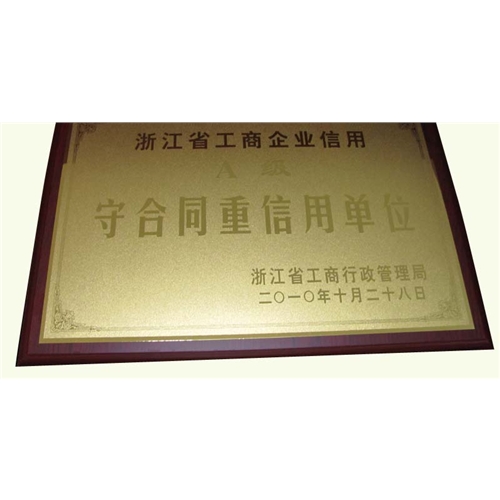 浙江省工商企业信用
A 级
守合同重信用单位
浙江省工商行政管理局
二〇一〇年十月二十八日